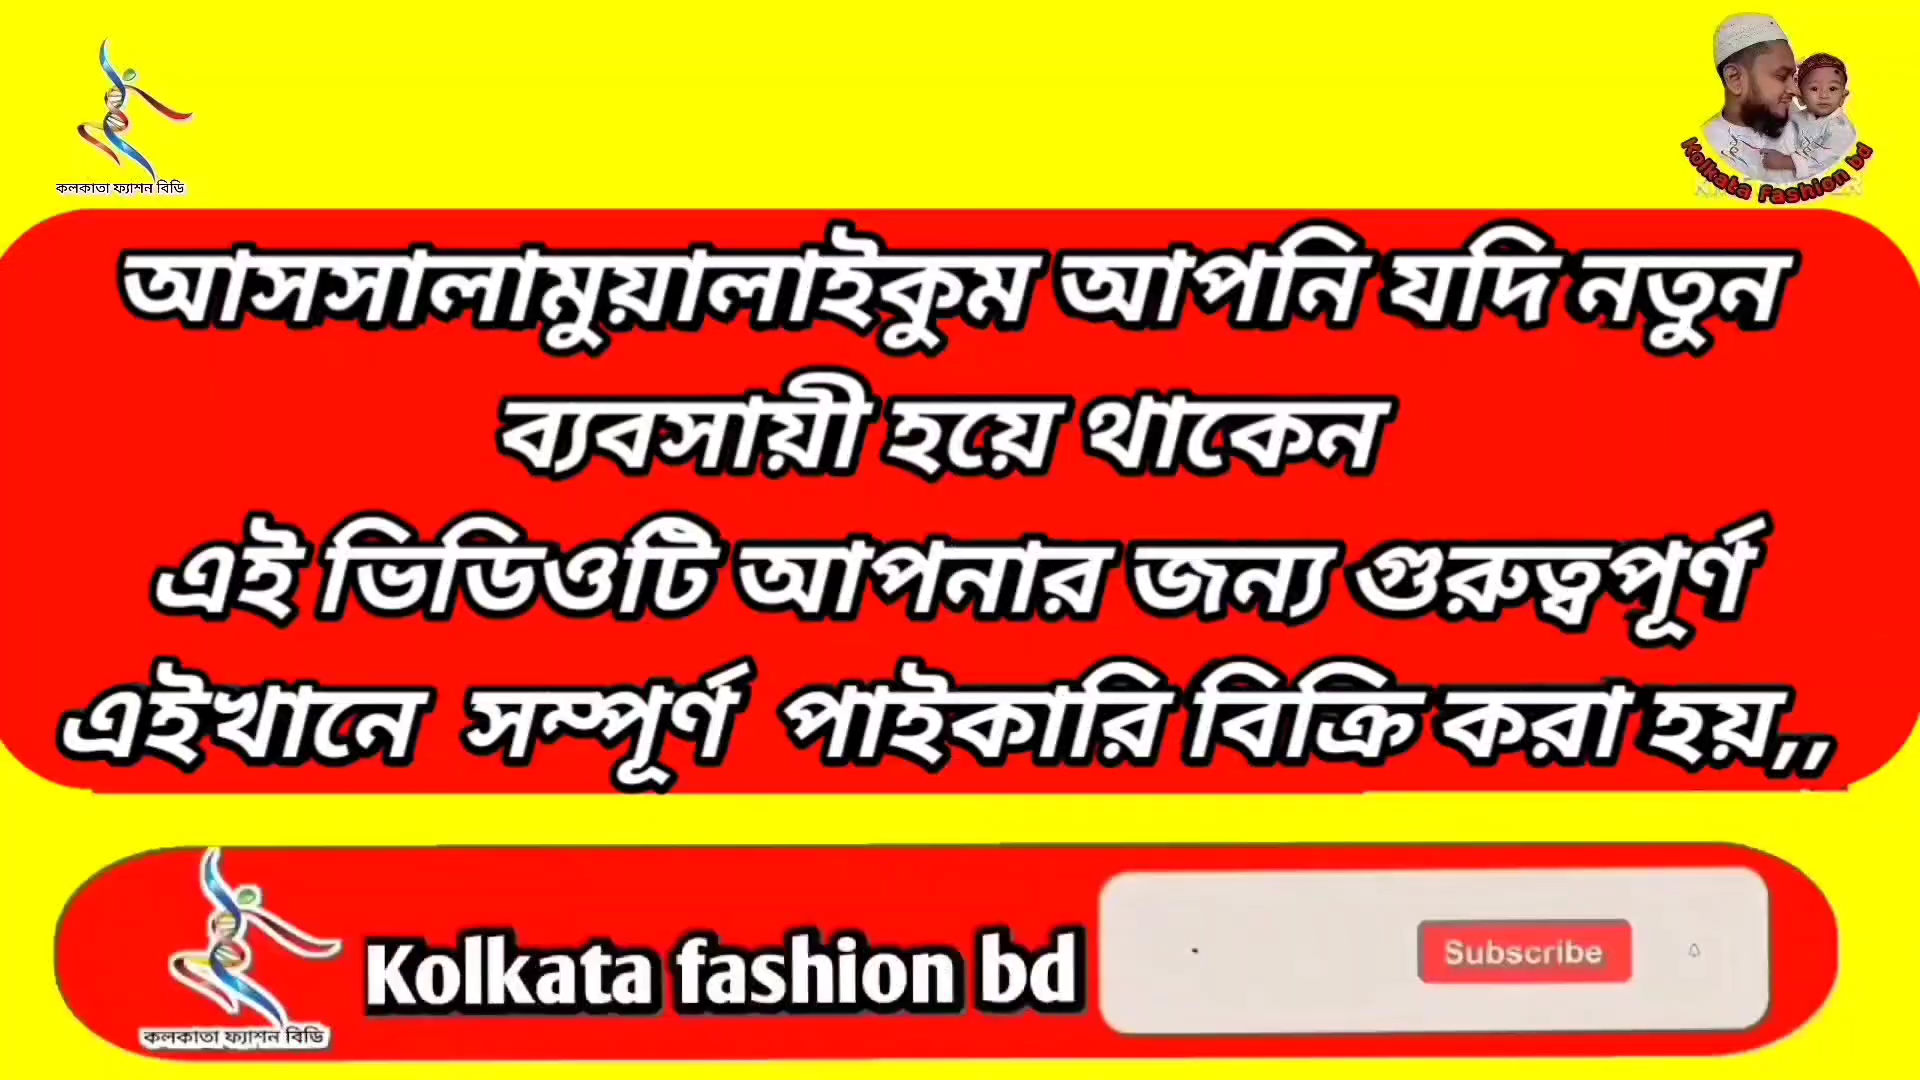 কলকাতা ফ্যাশন বিডি
Kolkata Fashion bd
আসসালামুয়ালাইকুম আপনি যদি নতুন
ব্যবসায়ী হয়ে থাকেন
এই ভিডিওটি আপনার জন্য গুরুত্বপূর্ণ
এইখানে সম্পূর্ণ পাইকারি বিক্রি করা হয়,,
Kolkata fashion bd
Subscribe
কলকাতা ফ্যাশন বিডি